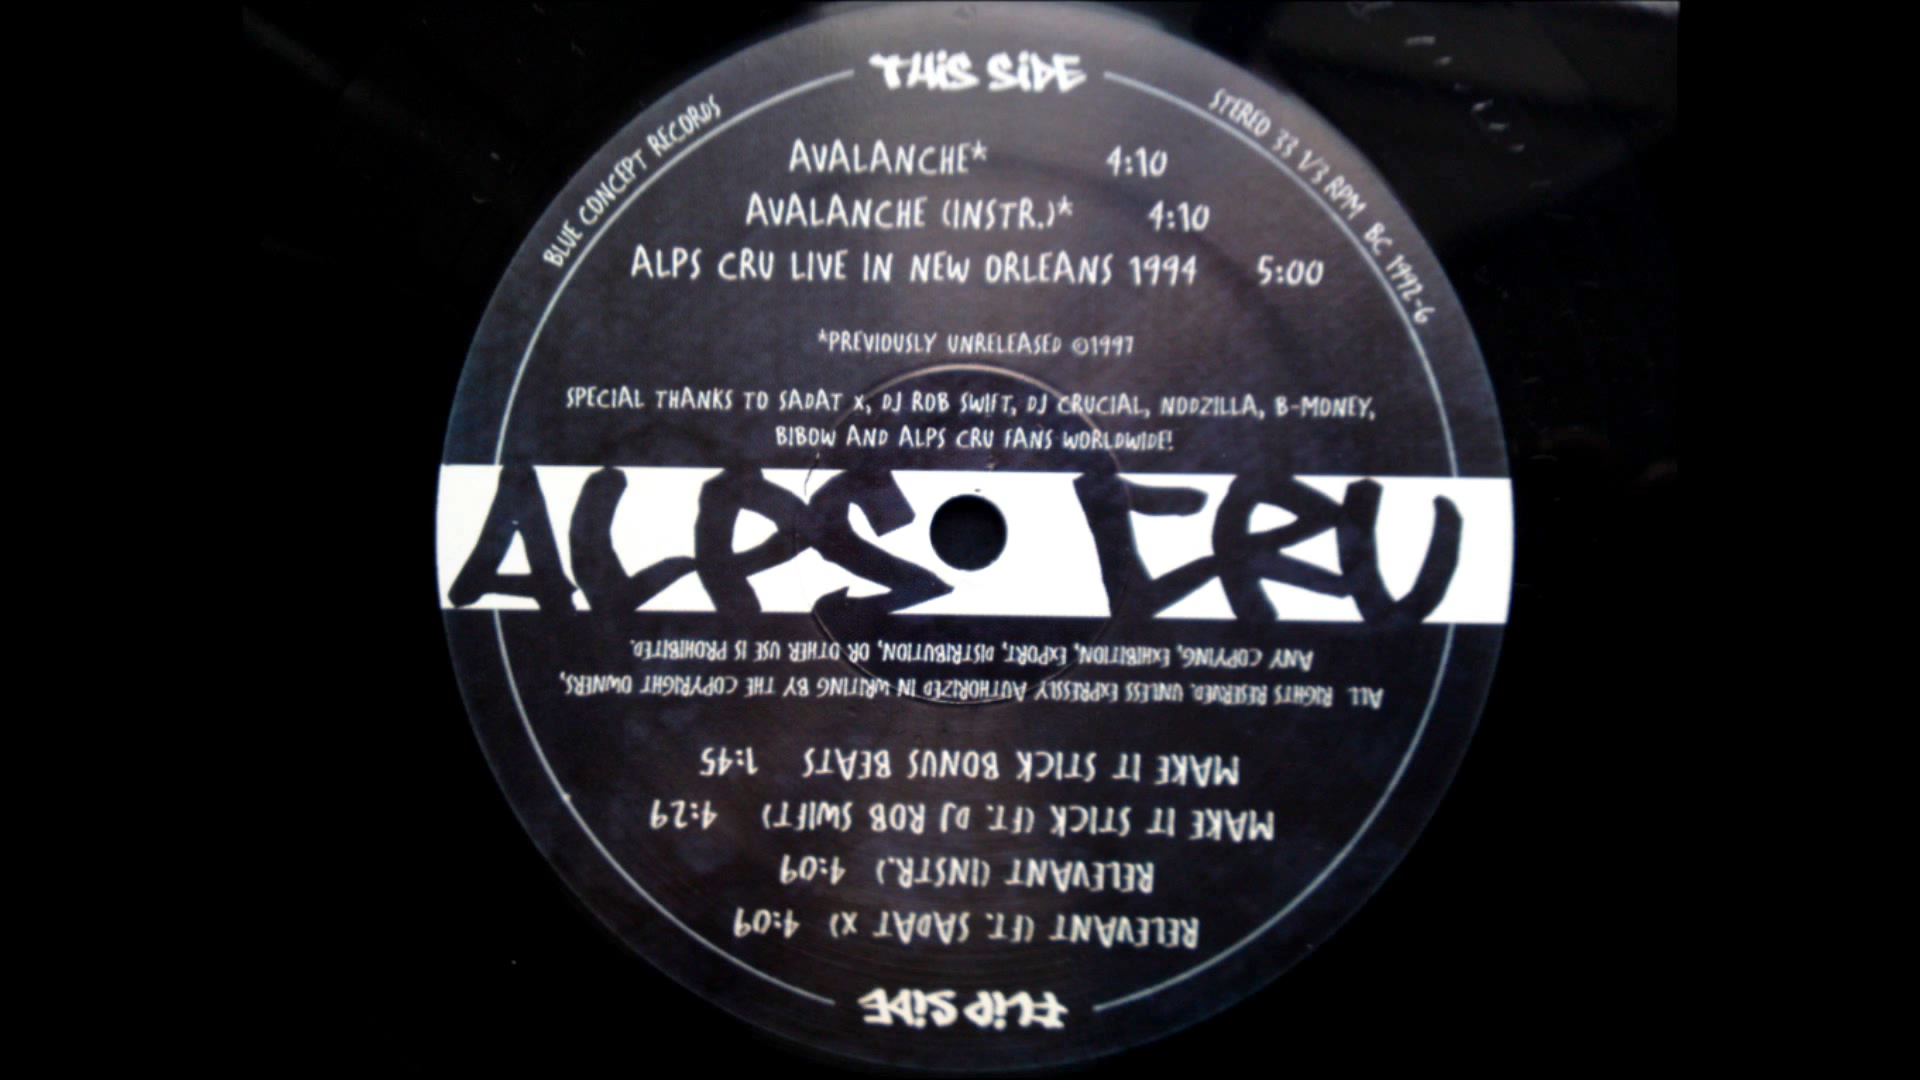 THIS SIDE
BLUE CONCEPT RECORDS
STEREO 33 1/3 RPM BC 1992-6
AVALANCHE* 4:10
AVALANCHE (INSTR.)* 4:10
ALPS CRU LIVE IN NEW ORLEANS 1994 5:00
*PREVIOUSLY UNRELEASED ©1997
SPECIAL THANKS TO SADAT X, DJ ROB SWIFT, DJ CRUCIAL, NODZILLA, B-MONEY,
BIBOW AND ALPS CRU FANS WORLDWIDE!
ALPS CRU
FLIP SIDE
RELEVANT (FT. SADAT X) 4:09
RELEVANT (INSTR.) 4:09
MAKE IT STICK (FT. DJ ROB SWIFT) 4:29
MAKE IT STICK BONUS BEATS 1:45
ALL RIGHTS RESERVED. UNLESS EXPRESSLY AUTHORIZED IN WRITING BY THE COPYRIGHT OWNERS,
ANY COPYING, EXHIBITION, EXPORT, DISTRIBUTION, OR OTHER USE IS PROHIBITED.